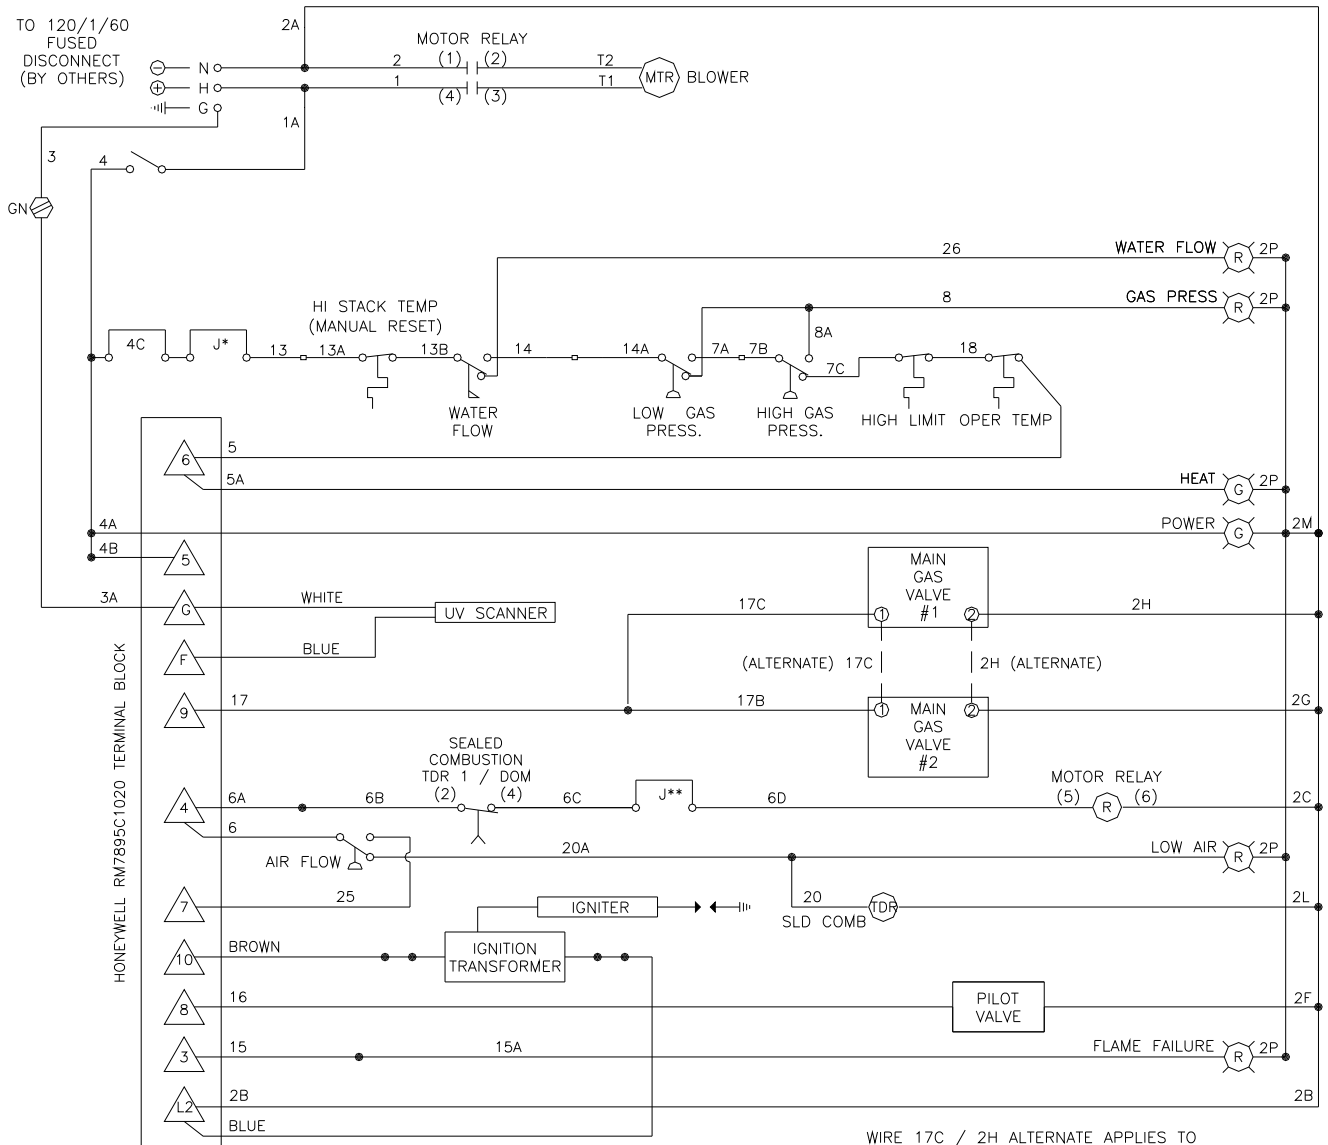 TO 120/1/60
FUSED
DISCONNECT
(BY OTHERS)
2A
N
H
G
2
1
MOTOR RELAY
(1) (2)
(4) (3)
T2
T1
MTR
BLOWER
1A
3
4
GN
26
WATER FLOW
R
2P
8
GAS PRESS
R
2P
HI STACK TEMP
(MANUAL RESET)
4C
J*
13
13A
13B
14
14A
7A
7B
8A
7C
18
WATER
FLOW
LOW GAS
PRESS.
HIGH GAS
PRESS.
HIGH LIMIT
OPER TEMP
6
5
5A
HEAT
G
2P
4A
POWER
G
2M
4B
5
MAIN
GAS
VALVE
#1
1
2
3A
G
WHITE
UV SCANNER
17C
2H
F
BLUE
(ALTERNATE) 17C
2H (ALTERNATE)
HONEYWELL RM7895C1020 TERMINAL BLOCK
9
17
17B
1
2
MAIN
GAS
VALVE
#2
2G
SEALED
COMBUSTION
TDR 1 / DOM
(2) (4)
4
6A
6B
6C
J**
6D
MOTOR RELAY
(5) (6)
R
2C
6
AIR FLOW
20A
LOW AIR
R
2P
7
25
IGNITER
20
SLD COMB
TDR
2L
10
BROWN
IGNITION
TRANSFORMER
8
16
PILOT
VALVE
2F
3
15
15A
FLAME FAILURE
R
2P
L2
2B
2B
BLUE
WIRE 17C / 2H ALTERNATE APPLIES TO